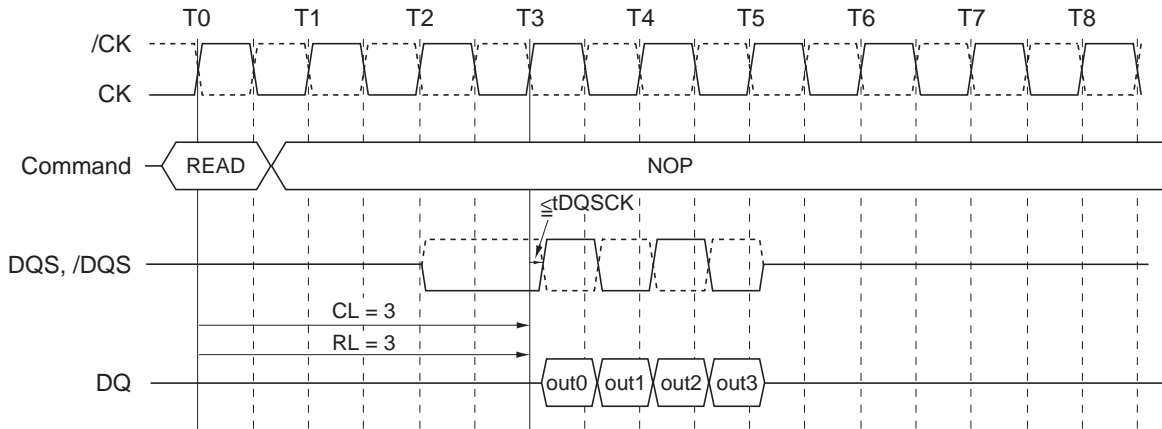 T0 T1 T2 T3 T4 T5 T6 T7 T8
/CK
CK
Command READ NOP
≦tDQSCK
DQS, /DQS
CL = 3
RL = 3
DQ out0 out1 out2 out3